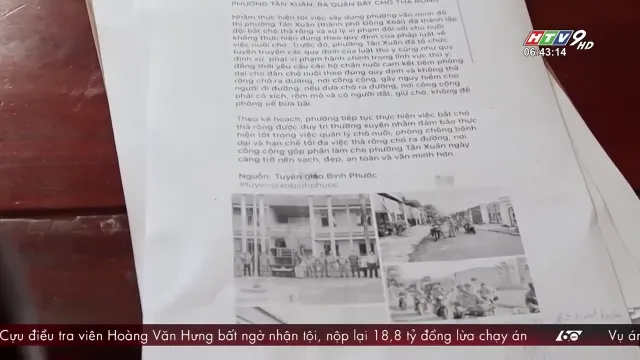 PHƯỜNG TÂN XUÂN, RA QUÂN BẮT CHÓ THẢ RÔNG
Nhằm thực hiện tốt việc xây dựng phường văn minh đô
thị phường Tân Xuân (thành phố Đồng Xoài) đã thành lập
đội bắt chó thả rông và xử lý vi phạm đối với chủ nuôi
không thực hiện đúng theo quy định của pháp luật về
việc nuôi chó. Trước đó, phường Tân Xuân đã tổ chức
tuyên truyền các quy định của luật thú y cũng như quy
định xử phạt vi phạm hành chính trong lĩnh vực thú y,
đồng thời yêu cầu các hộ chăn nuôi cam kết tiêm phòng
dại cho đàn chó nuôi theo đúng quy định và không thả
rông chó ra đường, nơi công cộng, gây nguy hiểm cho
người đi đường, nếu đưa chó ra đường, nơi công cộng
phải có xích, rọm mõ và có người dắt, giữ chó, không để
phóng uế bừa bãi.
Theo kế hoạch, phường tiếp tục thực hiện việc bắt chó
thả rông được duy trì thường xuyên nhằm đảm bảo thực
hiện tốt trong việc quản lý chó nuôi, phòng chống bệnh
dại và hạn chế tối đa việc thả rông chó ra đường, nơi
công cộng góp phần làm cho phường Tân Xuân ngày
càng trở nên sạch, đẹp, an toàn và văn minh hơn.
Nguồn: Tuyên giáo Bình Phước
#tuyengiaobinhphuoc
HTV9 HD
06:43:14
Cựu điều tra viên Hoàng Văn Hưng bất ngờ nhận tội, nộp lại 18,8 tỷ đồng lừa chạy án
60
Vụ án